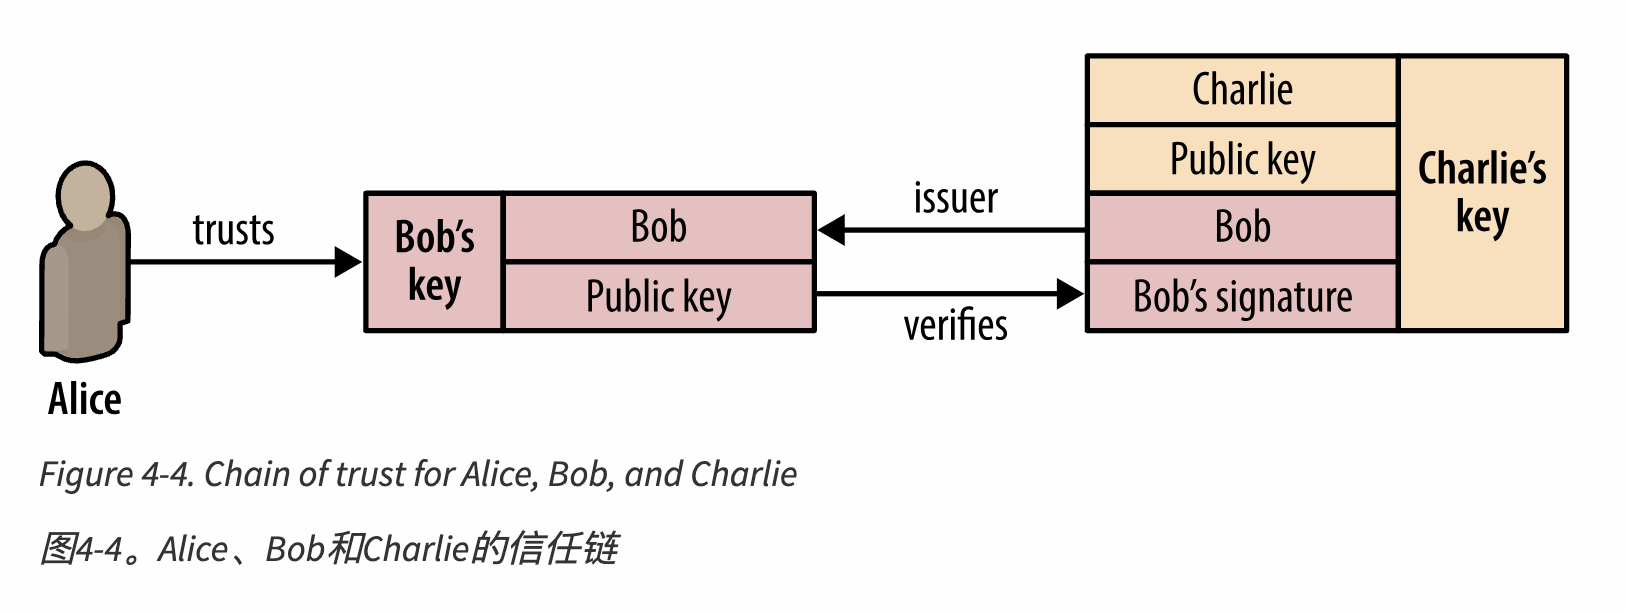 Charlie
Public key
Bob
Bob's signature
Charlie's
key
issuer
verifies
Bob's
key
Bob
Public key
trusts
Alice
Figure 4-4. Chain of trust for Alice, Bob, and Charlie
图4-4。Alice、Bob和Charlie的信任链